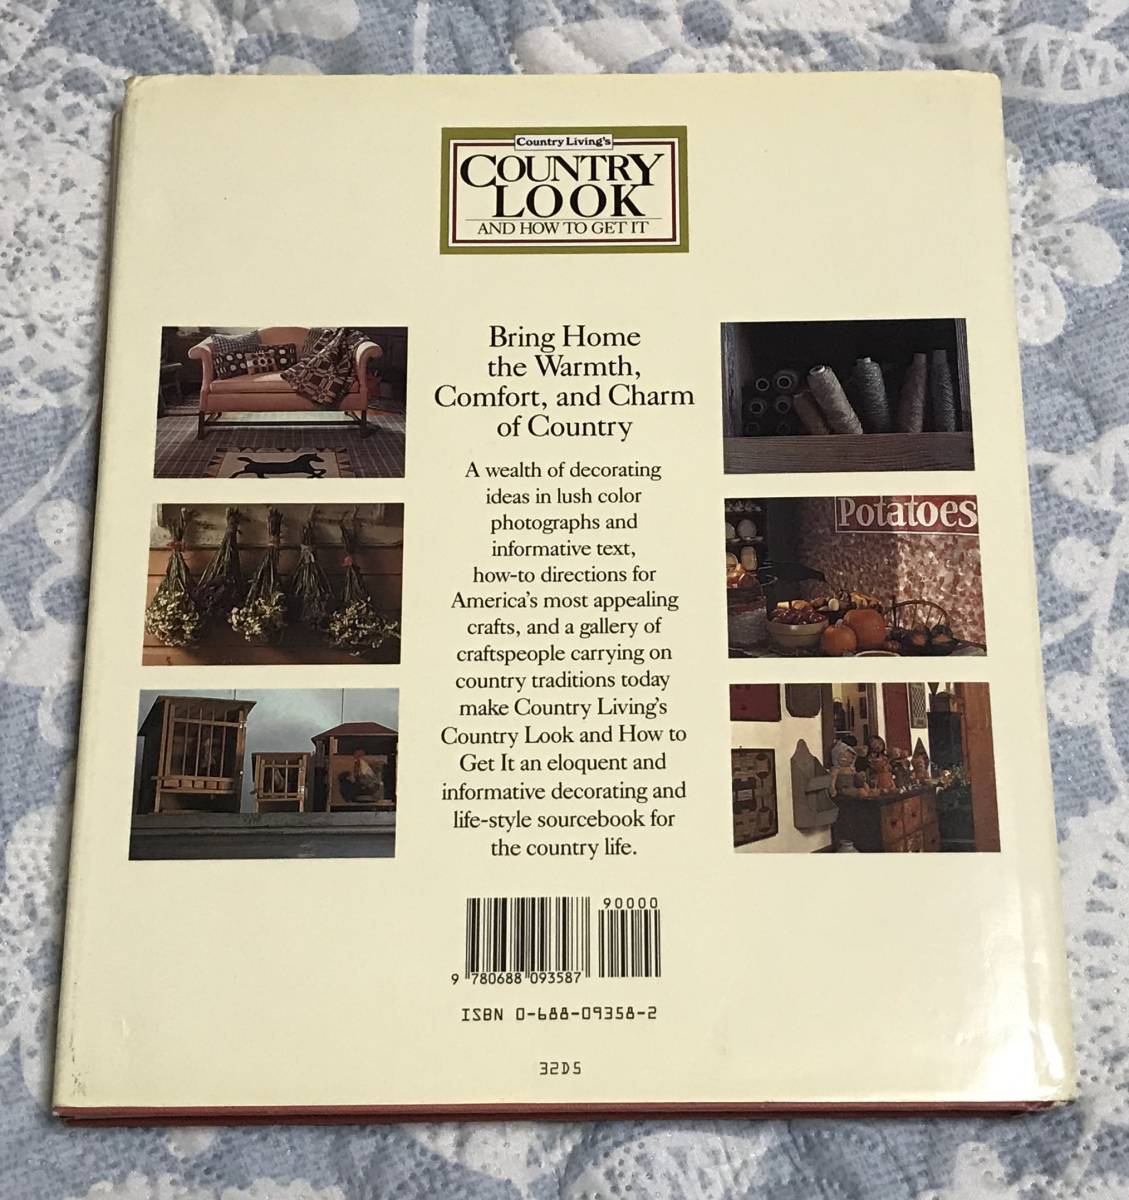 Country Living's
COUNTRY
LOOK
AND HOW TO GET IT
Bring Home
the Warmth,
Comfort, and Charm
of Country
A wealth of decorating
ideas in lush color
photographs and
informative text,
how-to directions for
America's most appealing
crafts, and a gallery of
craftspeople carrying on
country traditions today
make Country Living's
Country Look and How to
Get It an eloquent and
informative decorating and
life-style sourcebook for
the country life.
Potatoes
90000
9 780688 093587
ISBN 0-688-09358-2
32D5